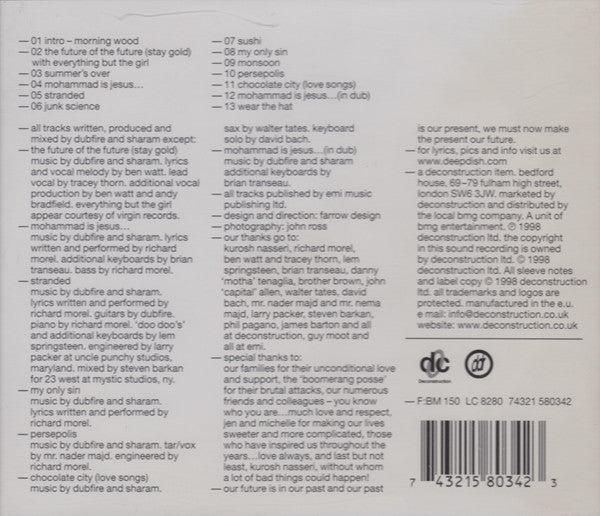 — 01 intro – morning wood
— 02 the future of the future (stay gold)
with everything but the girl
— 03 summer's over
— 04 mohammad is jesus...
— 05 stranded
— 06 junk science
— 07 sushi
— 08 my only sin
— 09 monsoon
— 10 persepolis
— 11 chocolate city (love songs)
— 12 mohammad is jesus...(in dub)
— 13 wear the hat
— all tracks written, produced and
mixed by dubfire and sharam except:
— the future of the future (stay gold)
music by dubfire and sharam. lyrics
and vocal melody by ben watt. lead
vocal by tracey thorn. additional vocal
production by ben watt and andy
bradfield. everything but the girl
appear courtesy of virgin records.
— mohammad is jesus...
music by dubfire and sharam. lyrics
written and performed by richard
morel. additional keyboards by brian
transeau. bass by richard morel.
— stranded
music by dubfire and sharam.
lyrics written and performed by
richard morel. guitars by dubfire.
piano by richard morel. 'doo doo's'
and additional keyboards by lem
springsteen. engineered by larry
packer at uncle punchy studios,
maryland. mixed by steven barkan
for 23 west at mystic studios, ny.
— my only sin
music by dubfire and sharam.
lyrics written and performed by
richard morel.
— persepolis
music by dubfire and sharam. tar/vox
by mr. nader majd. engineered by
richard morel.
— chocolate city (love songs)
music by dubfire and sharam.
sax by walter tates. keyboard
solo by david bach.
— mohammad is jesus...(in dub)
music by dubfire and sharam
additional keyboards by
brian transeau.
— all tracks published by emi music
publishing ltd.
— design and direction: farrow design
— photography: john ross
— our thanks go to:
kurosh nasseri, richard morel,
ben watt and tracey thorn, lem
springsteen, brian transeau, danny
'motha' tenaglia, brother brown, john
'capital' allen, walter tates, david
bach, mr. nader majd and mr. nema
majd, larry packer, steven barkan,
phil pagano, james barton and all
at deconstruction, guy moot and
all at emi.
— special thanks to:
our families for their unconditional love
and support, the 'boomerang posse'
for their brutal attacks, our numerous
friends and colleagues – you know
who you are...much love and respect,
jen and michelle for making our lives
sweeter and more complicated, those
who have inspired us throughout the
years...love always, and last but not
least, kurosh nasseri, without whom
a lot of bad things could happen!
— our future is in our past and our past
is our present, we must now make
the present our future.
— for lyrics, pics and info visit us at
www.deepdish.com
— a deconstruction item. bedford
house, 69–79 fulham high street,
london SW6 3JW. marketed by
deconstruction and distributed by
the local bmg company. A unit of
bmg entertainment. ℗ 1998
deconstruction ltd. the copyright
in this sound recording is owned
by deconstruction ltd. © 1998
deconstruction ltd. All sleeve notes
and label copy © 1998 deconstruction
ltd. all trademarks and logos are
protected. manufactured in the e.u.
e mail: info@deconstruction.co.uk
website: www.deconstruction.co.uk
dc
Deconstruction
— F:BM 150 LC 8280 74321 580342
7 43215 80342 3